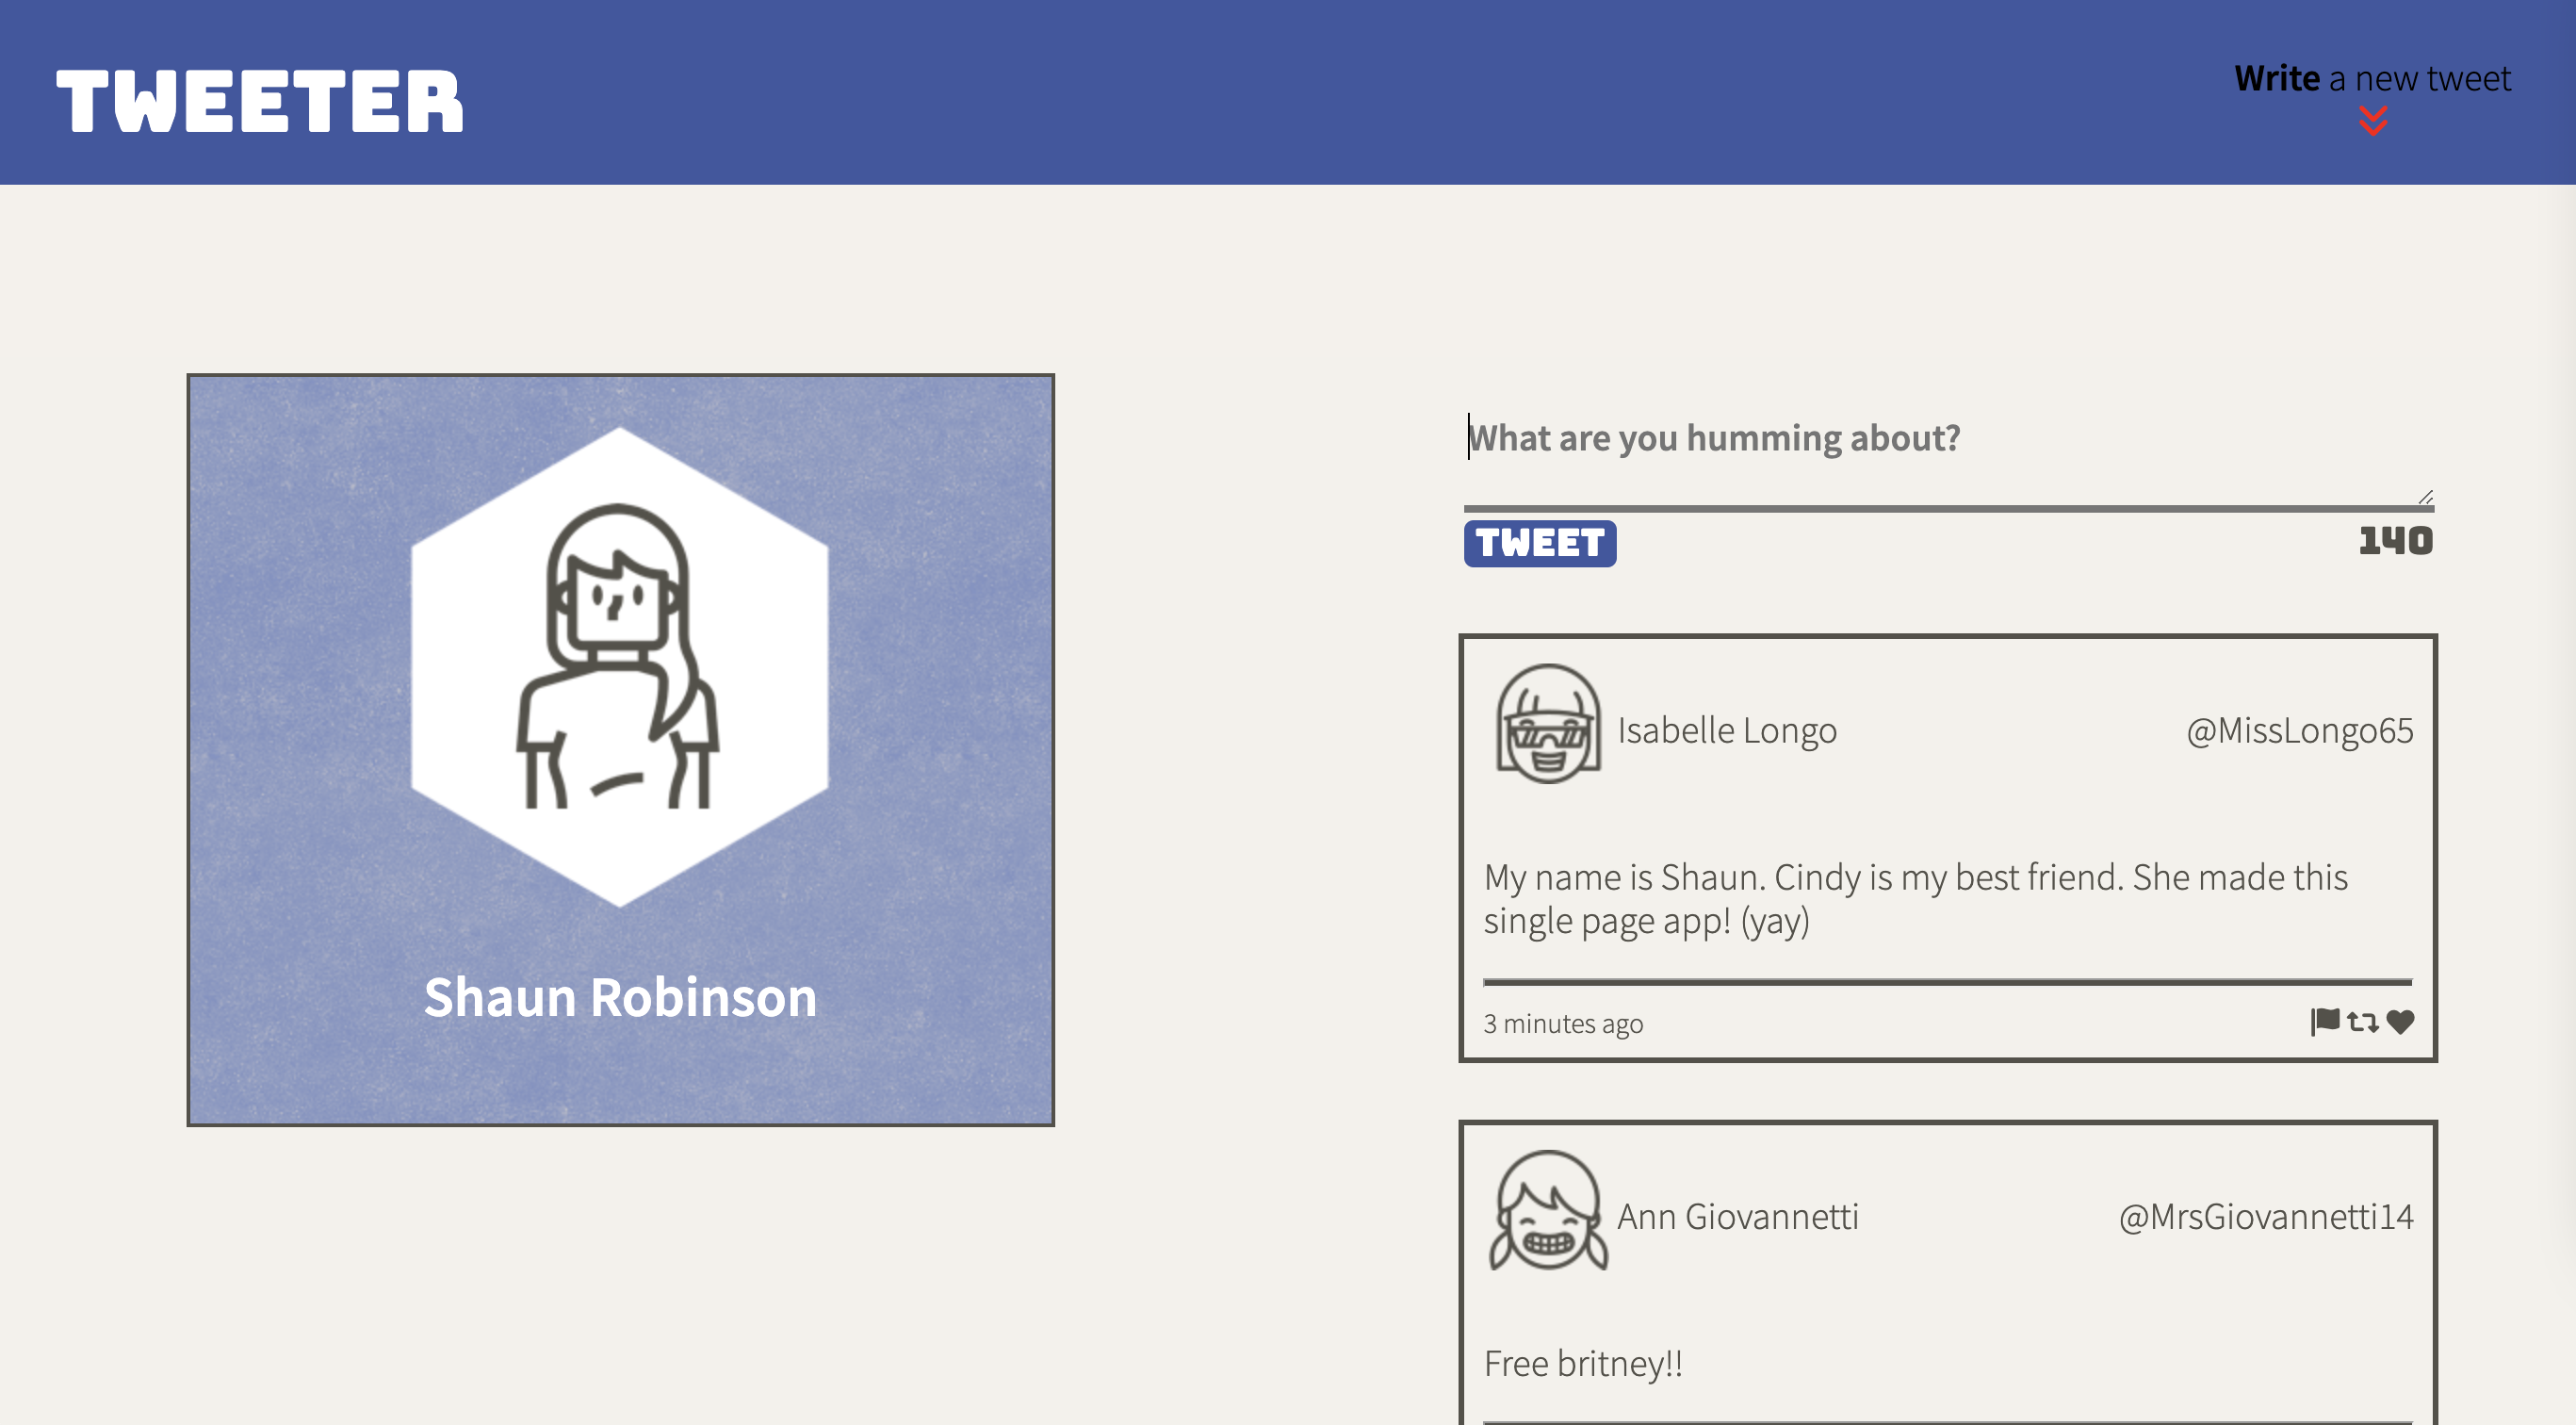 TWEETER
Write a new tweet
Shaun Robinson
What are you humming about?
TWEET
140
Isabelle Longo
@MissLongo65
My name is Shaun. Cindy is my best friend. She made this
single page app! (yay)
3 minutes ago
Ann Giovannetti
@MrsGiovannetti14
Free britney!!